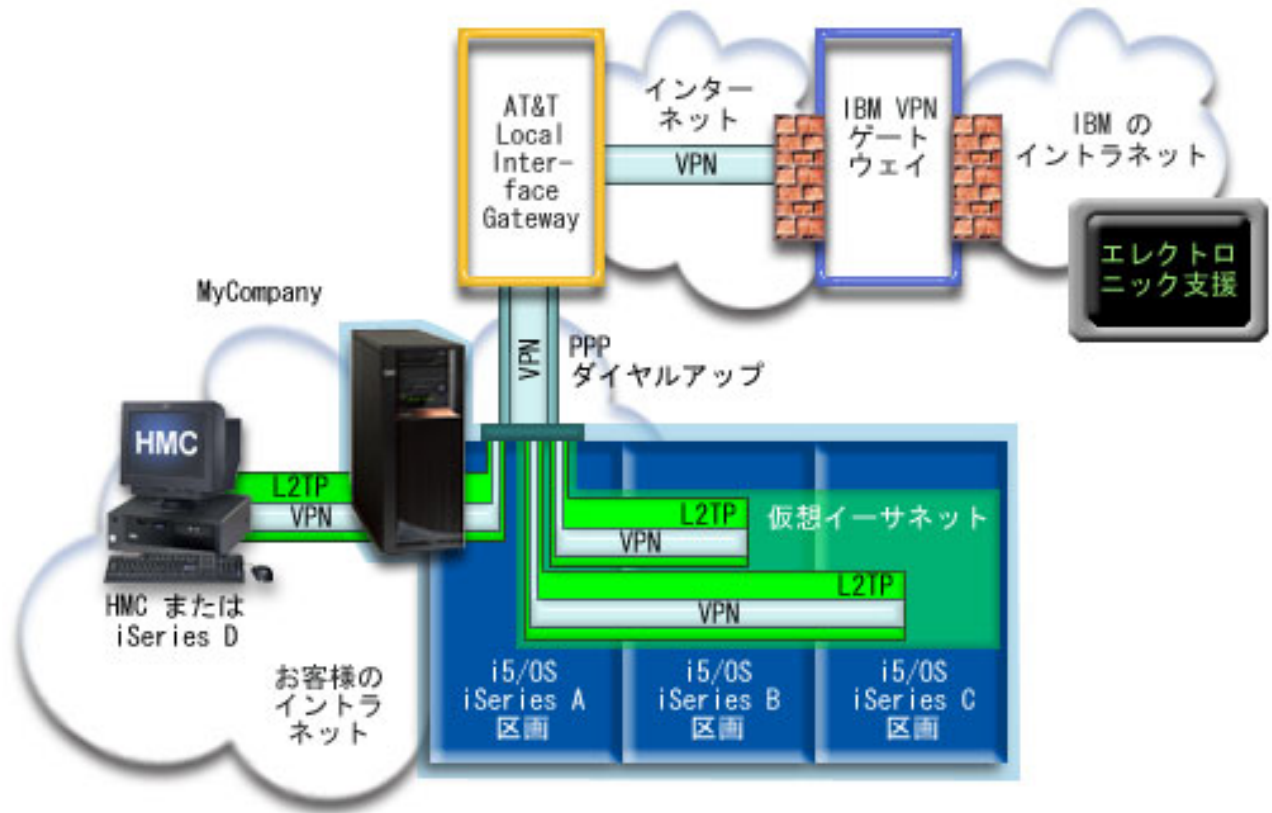 AT&T
Local
Inter-
face
Gateway
インター
ネット
VPN
IBM VPN
ゲート
ウェイ
IBM の
イントラネット
エレクトロ
ニック支援
MyCompany
VPN
PPP
ダイヤルアップ
HMC
L2TP
VPN
L2TP
VPN
仮想イーサネット
L2TP
VPN
HMC または
iSeries D
お客様の
イントラ
ネット
i5/OS
iSeries A
区画
i5/OS
iSeries B
区画
i5/OS
iSeries C
区画